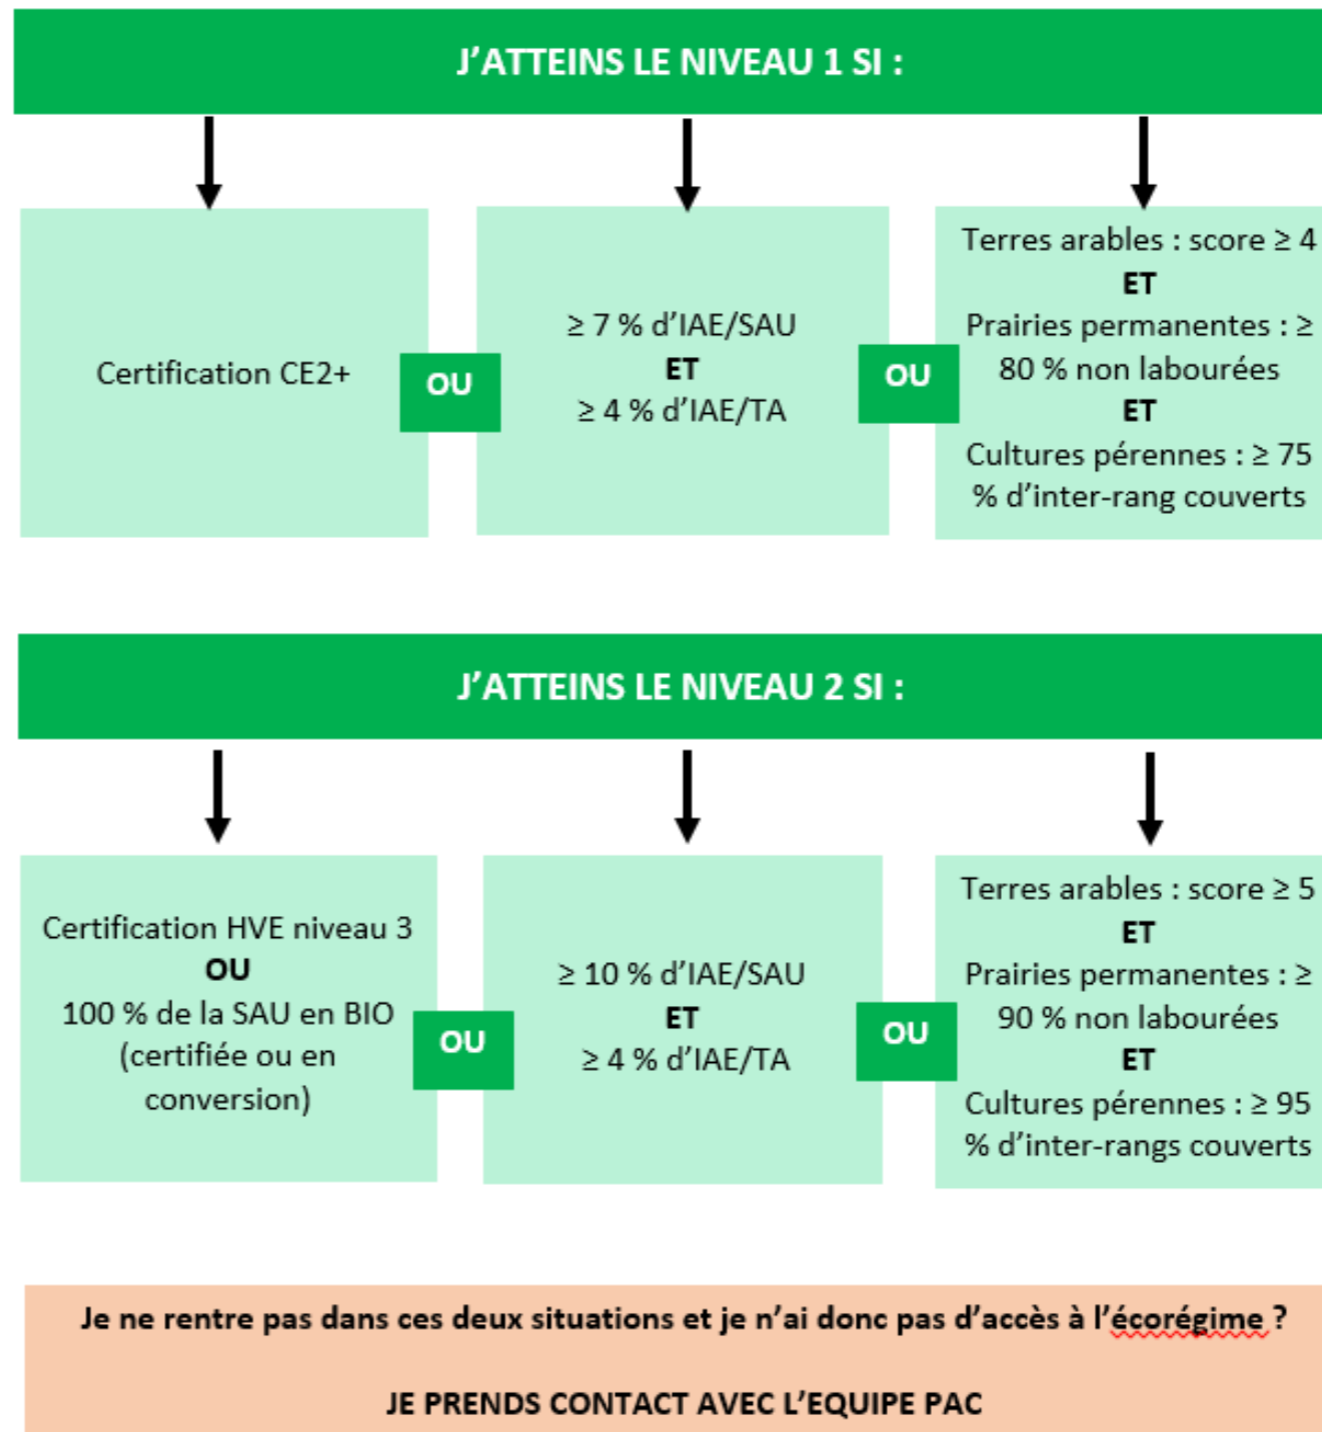 J’ATTEINS LE NIVEAU 1 SI :
Certification CE2+
OU
≥ 7 % d’IAE/SAU
ET
≥ 4 % d’IAE/TA
OU
Terres arables : score ≥ 4
ET
Prairies permanentes : ≥
80 % non labourées
ET
Cultures pérennes : ≥ 75
% d’inter-rang couverts
J’ATTEINS LE NIVEAU 2 SI :
Certification HVE niveau 3
OU
100 % de la SAU en BIO
(certifiée ou en
conversion)
OU
≥ 10 % d’IAE/SAU
ET
≥ 4 % d’IAE/TA
OU
Terres arables : score ≥ 5
ET
Prairies permanentes : ≥
90 % non labourées
ET
Cultures pérennes : ≥ 95
% d’inter-rangs couverts
Je ne rentre pas dans ces deux situations et je n’ai donc pas d’accès à l’écorégime ?
JE PRENDS CONTACT AVEC L’EQUIPE PAC